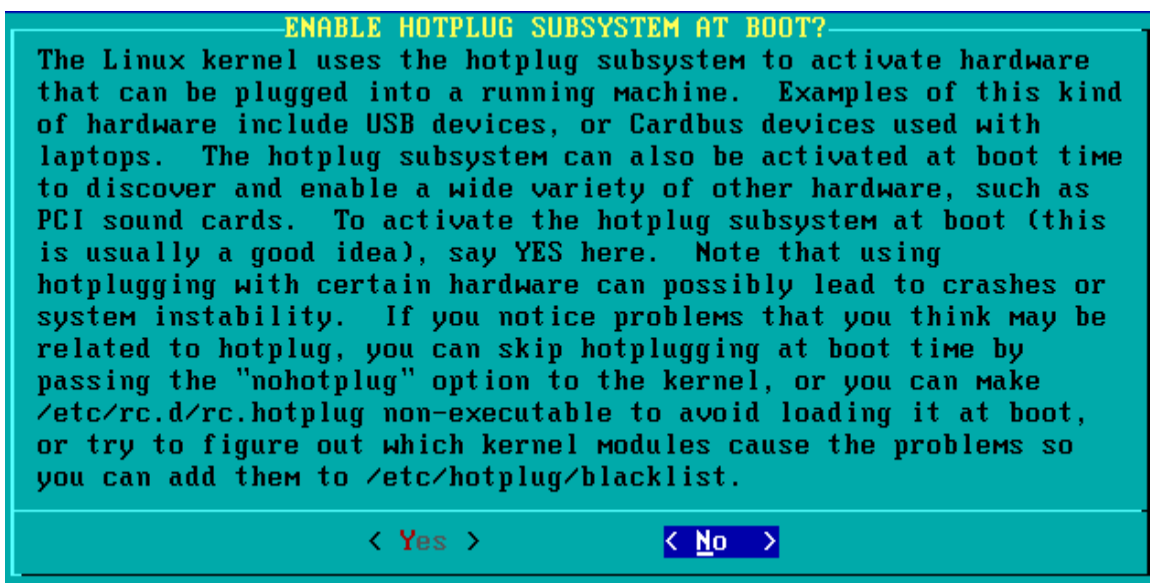 ENABLE HOTPLUG SUBSYSTEM AT BOOT?
The Linux kernel uses the hotplug subsystem to activate hardware
that can be plugged into a running machine.  Examples of this kind
of hardware include USB devices, or Cardbus devices used with
laptops.  The hotplug subsystem can also be activated at boot time
to discover and enable a wide variety of other hardware, such as
PCI sound cards.  To activate the hotplug subsystem at boot (this
is usually a good idea), say YES here.  Note that using
hotplugging with certain hardware can possibly lead to crashes or
system instability.  If you notice problems that you think may be
related to hotplug, you can skip hotplugging at boot time by
passing the "nohotplug" option to the kernel, or you can make
/etc/rc.d/rc.hotplug non-executable to avoid loading it at boot,
or try to figure out which kernel modules cause the problems so
you can add them to /etc/hotplug/blacklist.
< Yes > < No >